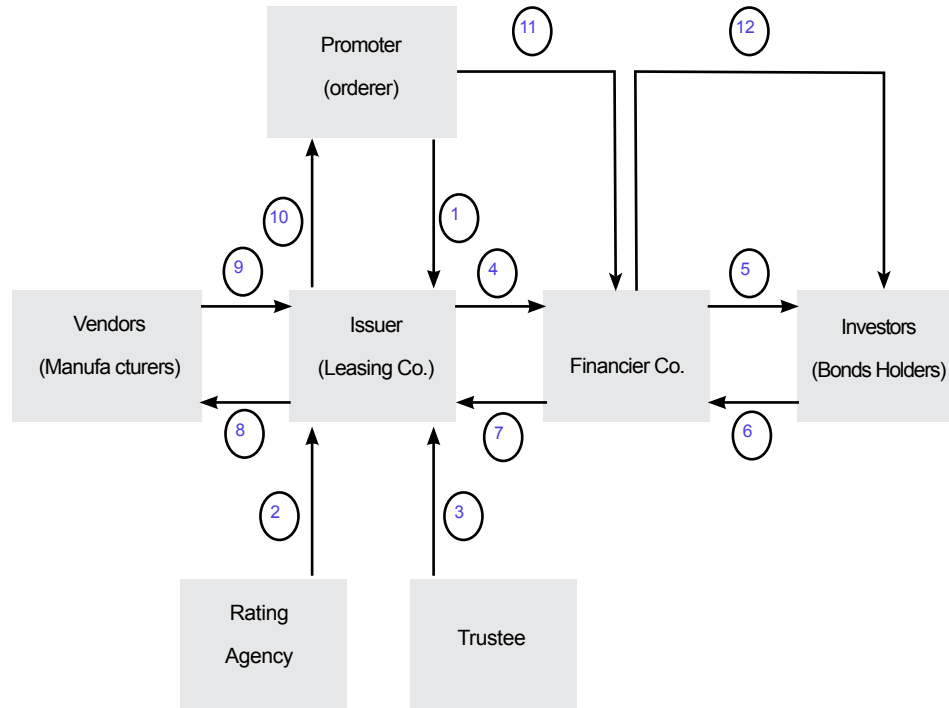 Promoter
(orderer)
11
12
10
1
9
4
5
Vendors
(Manufa cturers)
Issuer
(Leasing Co.)
Financier Co.
Investors
(Bonds Holders)
8
7
6
2
3
Rating
Agency
Trustee